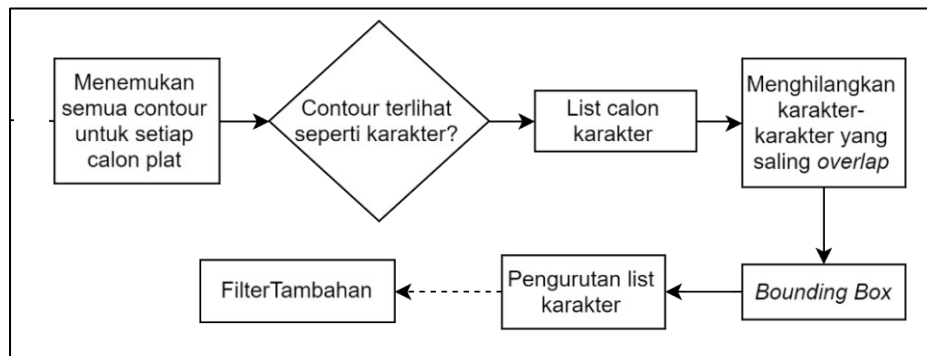 Menemukan
semua contour
untuk setiap
calon plat
Contour terlihat
seperti karakter?
List calon
karakter
Menghilangkan
karakter-
karakter yang
saling overlap
Bounding Box
Pengurutan list
karakter
FilterTambahan